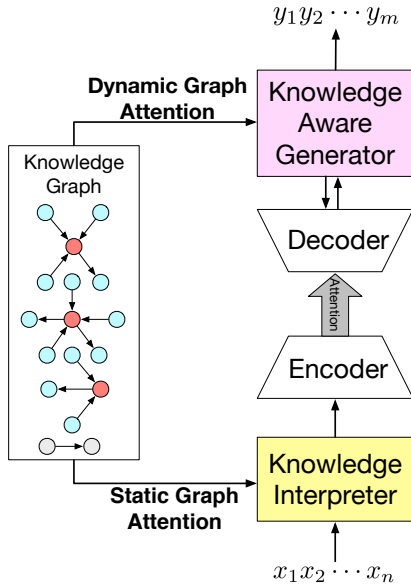 y₁y₂ ⋯ yₘ
Dynamic Graph
Attention
Knowledge
Aware
Generator
Knowledge
Graph
Decoder
Attention
Encoder
Knowledge
Interpreter
Static Graph
Attention
x₁x₂ ⋯ xₙ